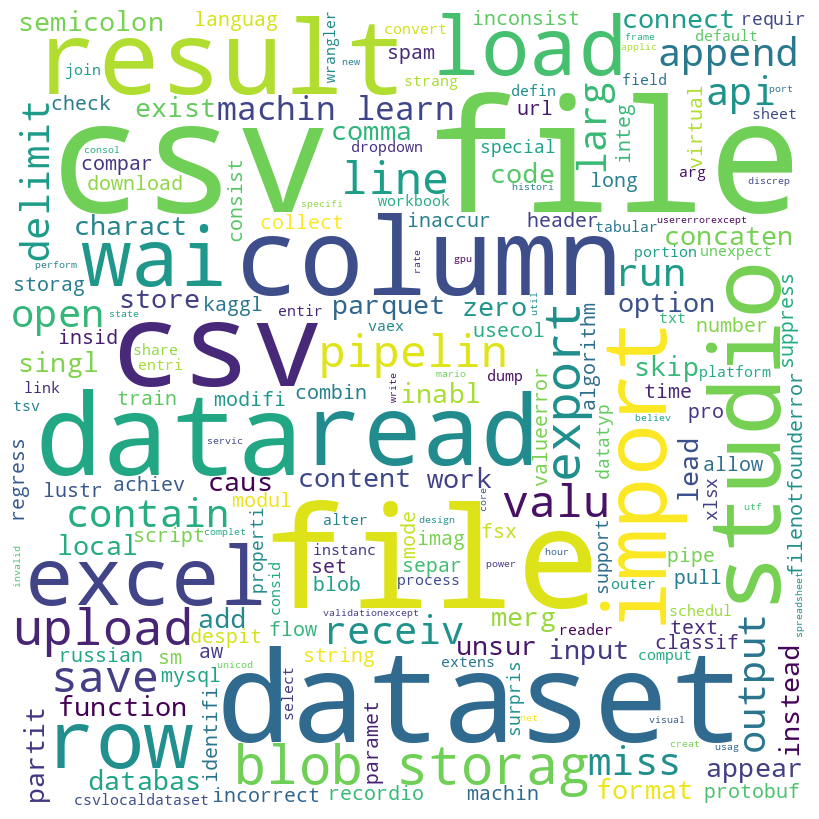 semicolon
languag
inconsist
connect
requir
result
load
convert
spam
wrangler
new
frame
applic
default
append
join
strang
defin
field
port
check
exist
machin learn
url
api
sheet
delimit
csv file
comma
special
larg
integ
virtual
consol
compar
download
dropdown
code
arg
discrep
line
histori
long
workbook
consist
specifi
collect
inaccur
header
tabular
usererrorexcept
charact
wai
column
portion
unexpect
concaten
storag
perform
rate
gpu
run
store
kaggl
entir
parquet
zero
option
txt
util
open
state
csv
vaex
usecol
number
suppress
insid
share
pipelin
export
algorithm
import
studio
skip
platform
singl
entri
link
train
modifi
combin
write
mario
dump
inabl
valueerror
datatyp
time
pro
believ
tsv
data
read
servic
filenotfounderror
regress
lustr
achiev
caus
content
work
valu
lead
allow
xlsx
utf
contain
modul
file
alter
mode
fsx
core
design
script
complet
imag
hour
support
pipe
local
properti
instanc
separ
set
power
outer
pull
invalid
excel
consid
blob
process
spreadsheet
validationexcept
merg
schedul
upload
add
receiv
reader
text
classif
despit
flow
unsur
input
comput
russian
sm
aw
string
instead
unicod
extens
surpris
save
mysql
select
output
function
identifi
dataset
net
visual
creat
partit
row
paramet
usag
miss
blob storag
appear
databas
format
protobuf
csvlocaldataset
incorrect
recordio
machin